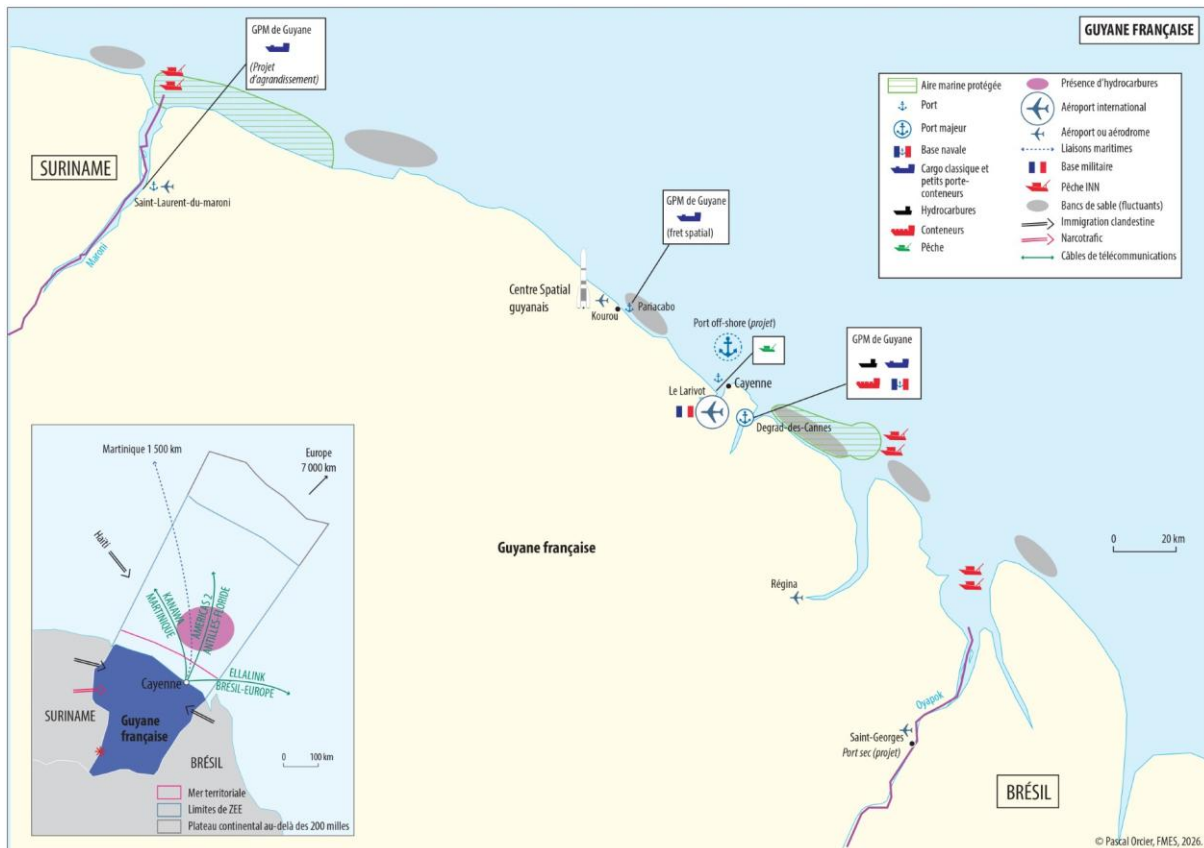 GUYANE FRANÇAISE
GPM de Guyane
(Projet
d'agrandissement)
SURINAME
Saint-Laurent-du-maroni
Maroni
GPM de Guyane
(fret spatial)
Centre Spatial
guyanais
Kourou
Pariacabo
Port off-shore (projet)
GPM de Guyane
Le Larivot
Cayenne
Degrad-des-Cannes
Aire marine protégée
Port
Port majeur
Base navale
Cargo classique et
petits porte-
conteneurs
Hydrocarbures
Conteneurs
Pêche
Présence d'hydrocarbures
Aéroport international
Aéroport ou aérodrome
Liaisons maritimes
Base militaire
Pêche INN
Bancs de sable (fluctuants)
Immigration clandestine
Narcotrafic
Câbles de télécommunications
Guyane française
Régina
0 20 km
Oyapok
Saint-Georges
Port sec (projet)
BRÉSIL
Martinique 1 500 km
Europe
7 000 km
Haïti
KANAWA
MARTINIQUE
AMERICAS 2
ANTILLES-FLORIDE
ELLALINK
BRÉSIL-EUROPE
Cayenne
SURINAME
Guyane
française
BRÉSIL
0 100 km
Mer territoriale
Limites de ZEE
Plateau continental au-delà des 200 milles
© Pascal Orcier, FMES, 2026.